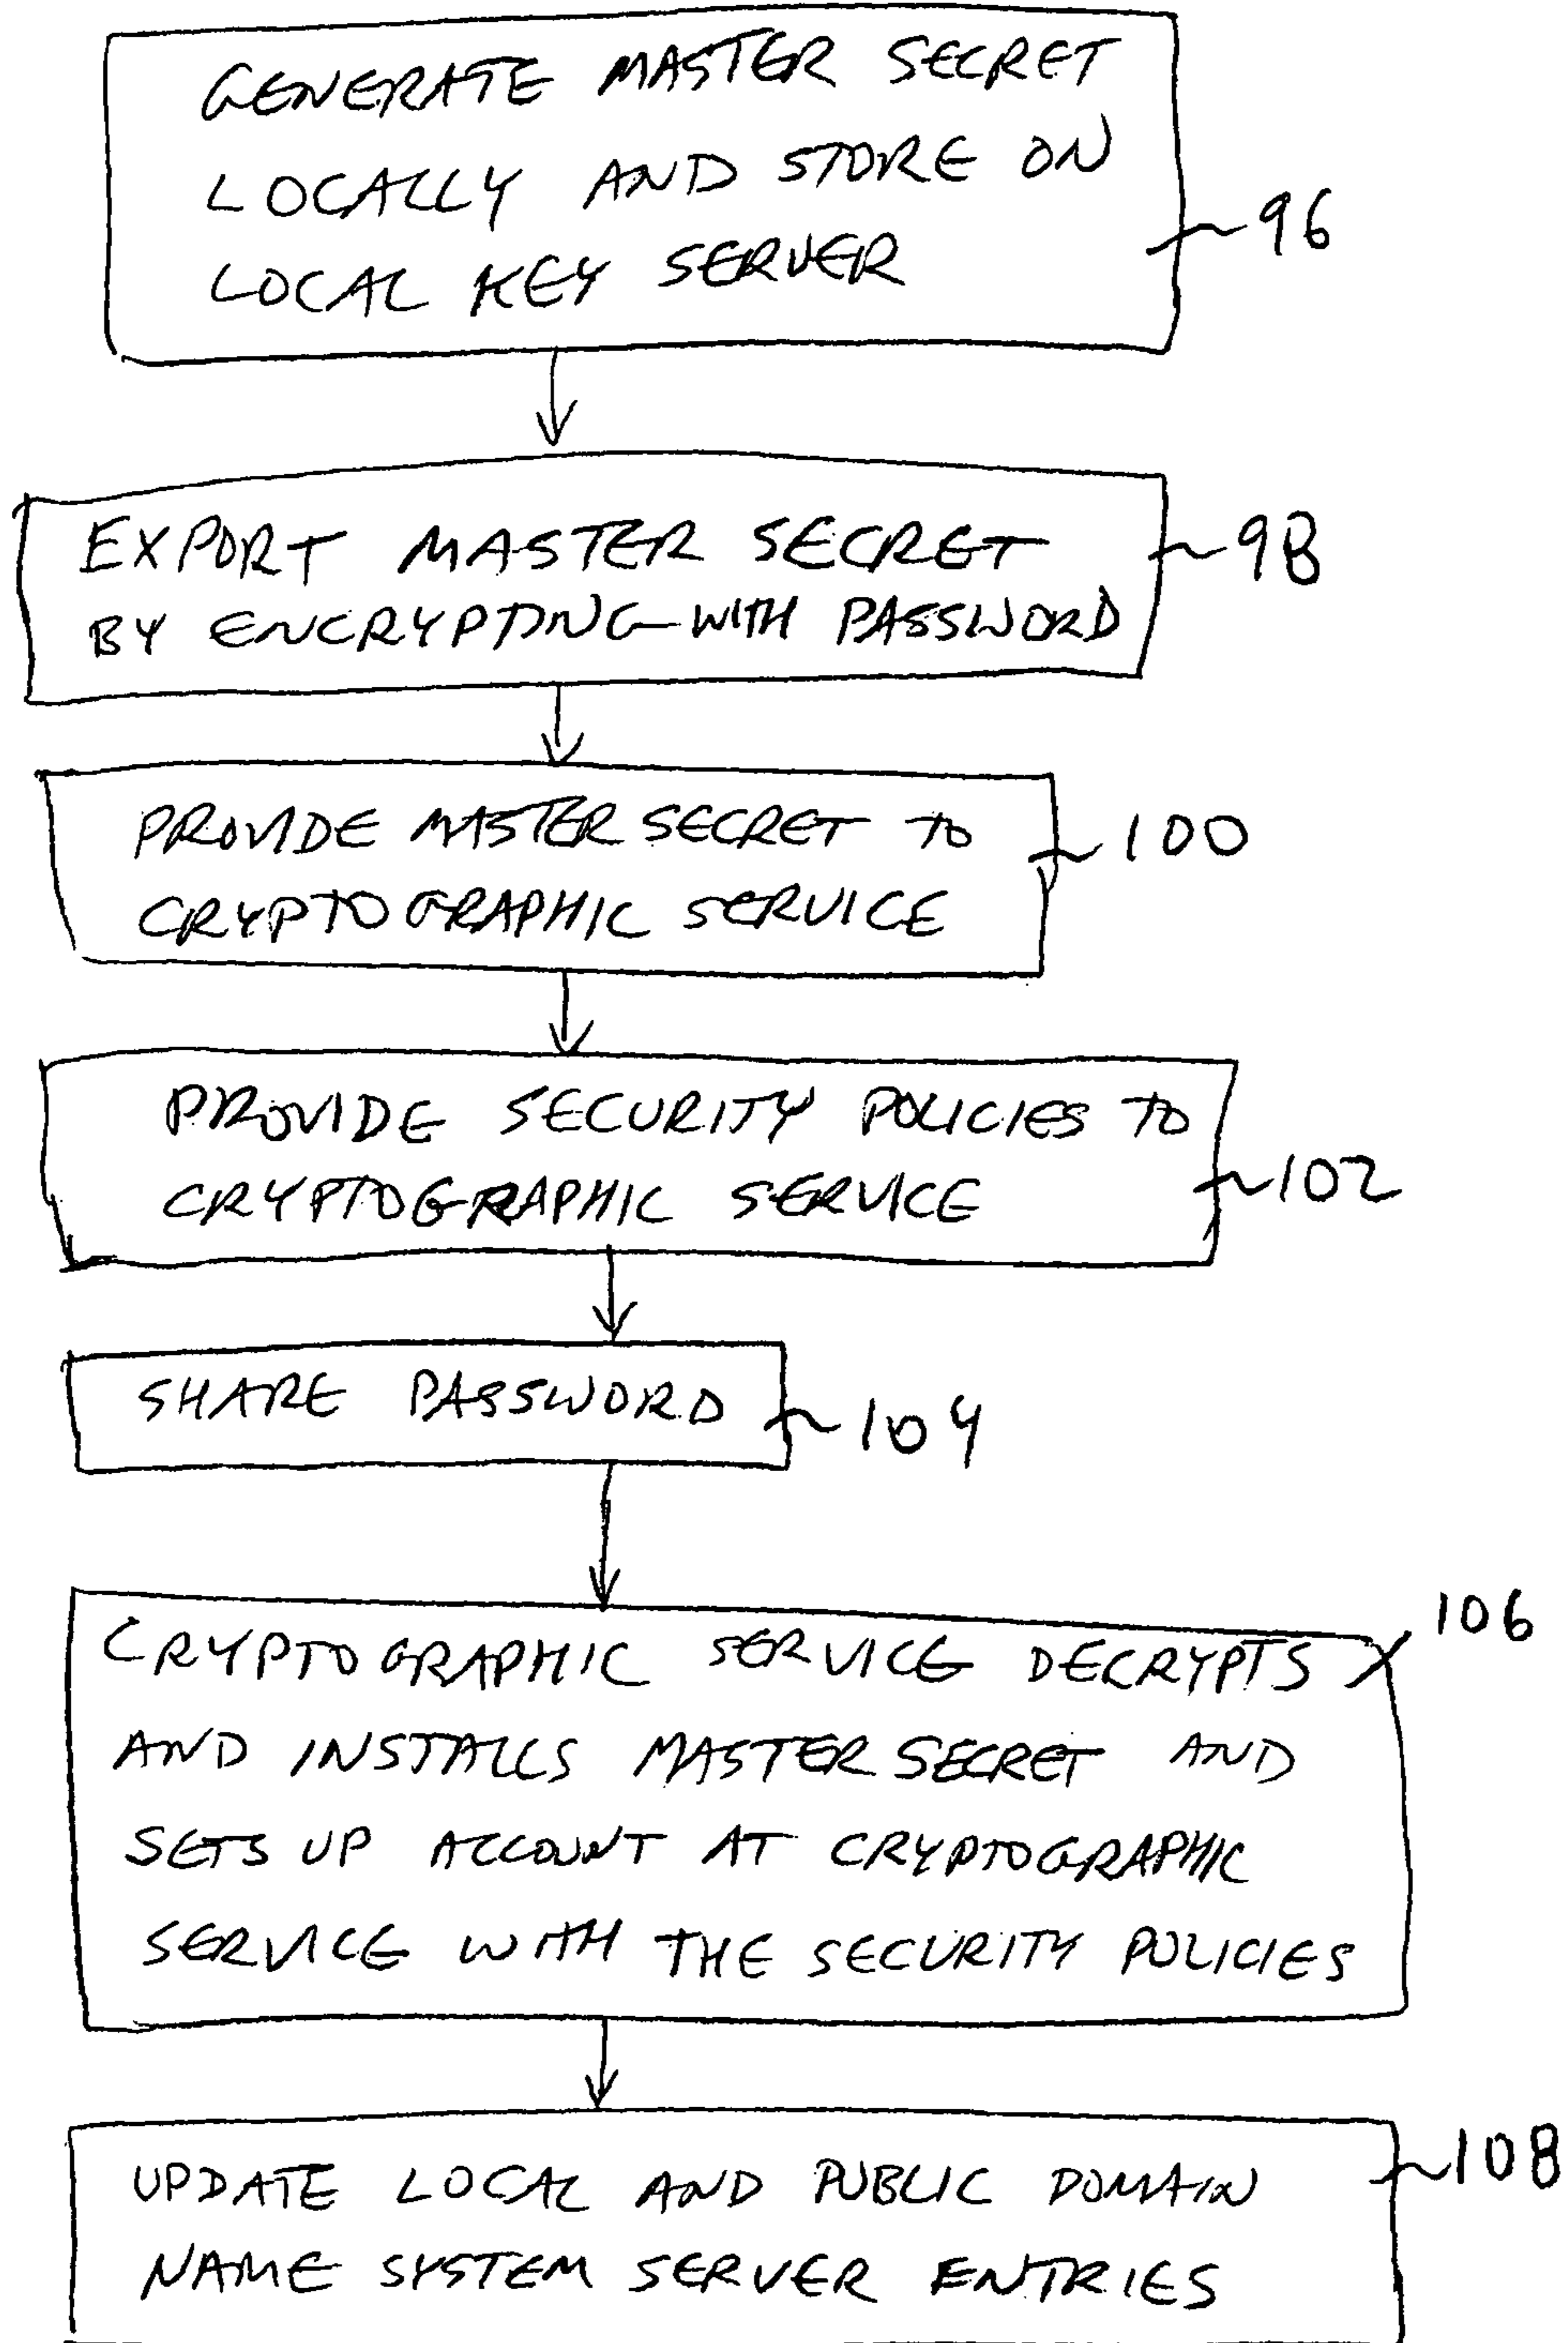 GENERATE MASTER SECRET
LOCALLY AND STORE ON
LOCAL KEY SERVER
96
EXPORT MASTER SECRET
BY ENCRYPTING WITH PASSWORD
98
PROVIDE MASTER SECRET TO
CRYPTOGRAPHIC SERVICE
100
PROVIDE SECURITY POLICIES TO
CRYPTOGRAPHIC SERVICE
102
SHARE PASSWORD
104
106
CRYPTOGRAPHIC SERVICE DECRYPTS
AND INSTALLS MASTER SECRET AND
SETS UP ACCOUNT AT CRYPTOGRAPHIC
SERVICE WITH THE SECURITY POLICIES
108
UPDATE LOCAL AND PUBLIC DOMAIN
NAME SYSTEM SERVER ENTRIES